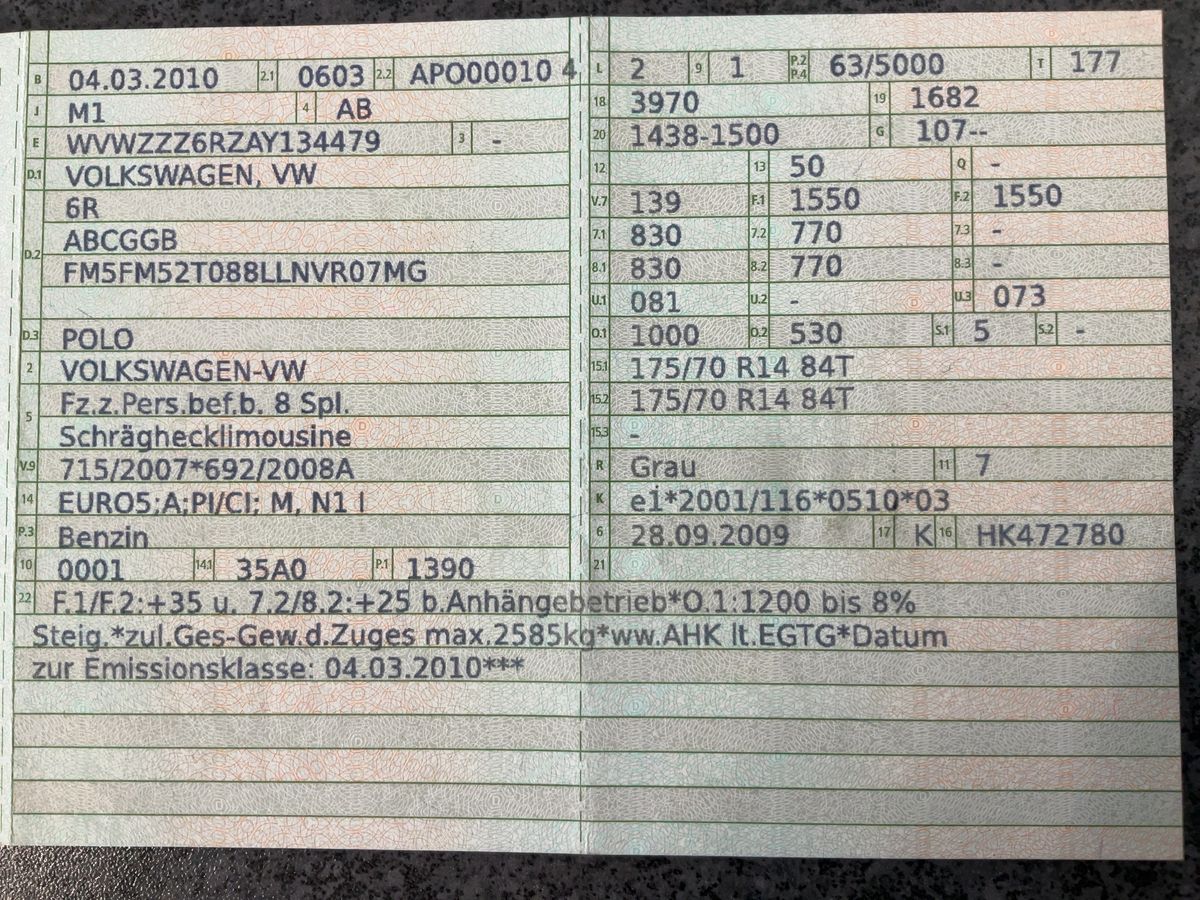 B 04.03.2010 2.1 0603 2.2 APO00010 4
J M1 4 AB
E WVWZZZ6RZAY134479 3 -
D.1 VOLKSWAGEN, VW
D.2 6R
ABCGGB
FM5FM52T088LLNVR07MG
D.3 POLO
2 VOLKSWAGEN-VW
5 Fz.z.Pers.bef.b. 8 Spl.
Schräghecklimousine
V.9 715/2007*692/2008A
14 EURO5;A;PI/CI; M, N1 I
P.3 Benzin
10 0001 14.1 35A0 P.1 1390
L 2 9 1 P.2 P.4 63/5000 T 177
18 3970 19 1682
20 1438-1500 G 107--
12 13 50 Q -
V.7 139 F.1 1550 F.2 1550
7.1 830 7.2 770 7.3 -
8.1 830 8.2 770 8.3 -
U.1 081 U.2 - U.3 073
O.1 1000 O.2 530 S.1 5 S.2 -
15.1 175/70 R14 84T
15.2 175/70 R14 84T
15.3 -
R Grau 11 7
K ei*2001/116*0510*03
6 28.09.2009 17 K 16 HK472780
21
22 F.1/F.2:+35 u. 7.2/8.2:+25 b.Anhängebetrieb*O.1:1200 bis 8%
Steig.*zul.Ges-Gew.d.Zuges max.2585kg*ww.AHK lt.EGTG*Datum
zur Emissionsklasse: 04.03.2010***